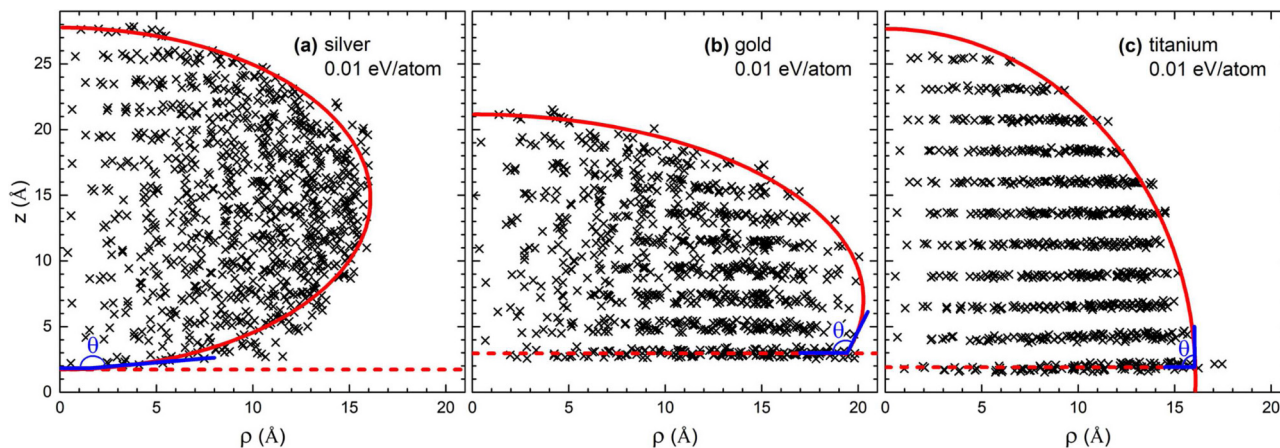 (a) silver
0.01 eV/atom
(b) gold
0.01 eV/atom
(c) titanium
0.01 eV/atom
z (Å)
25
20
15
10
5
0
θ
θ
θ
0 5 10 15 20
0 5 10 15 20
0 5 10 15 20
ρ (Å)
ρ (Å)
ρ (Å)